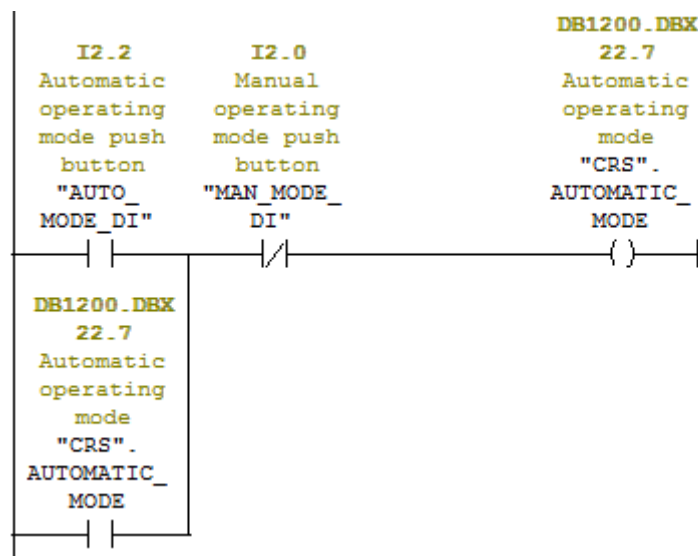 I2.2
Automatic
operating
mode push
button
"AUTO_
MODE_DI"
I2.0
Manual
operating
mode push
button
"MAN_MODE_
DI"
DB1200.DBX
22.7
Automatic
operating
mode
"CRS".
AUTOMATIC_
MODE
DB1200.DBX
22.7
Automatic
operating
mode
"CRS".
AUTOMATIC_
MODE